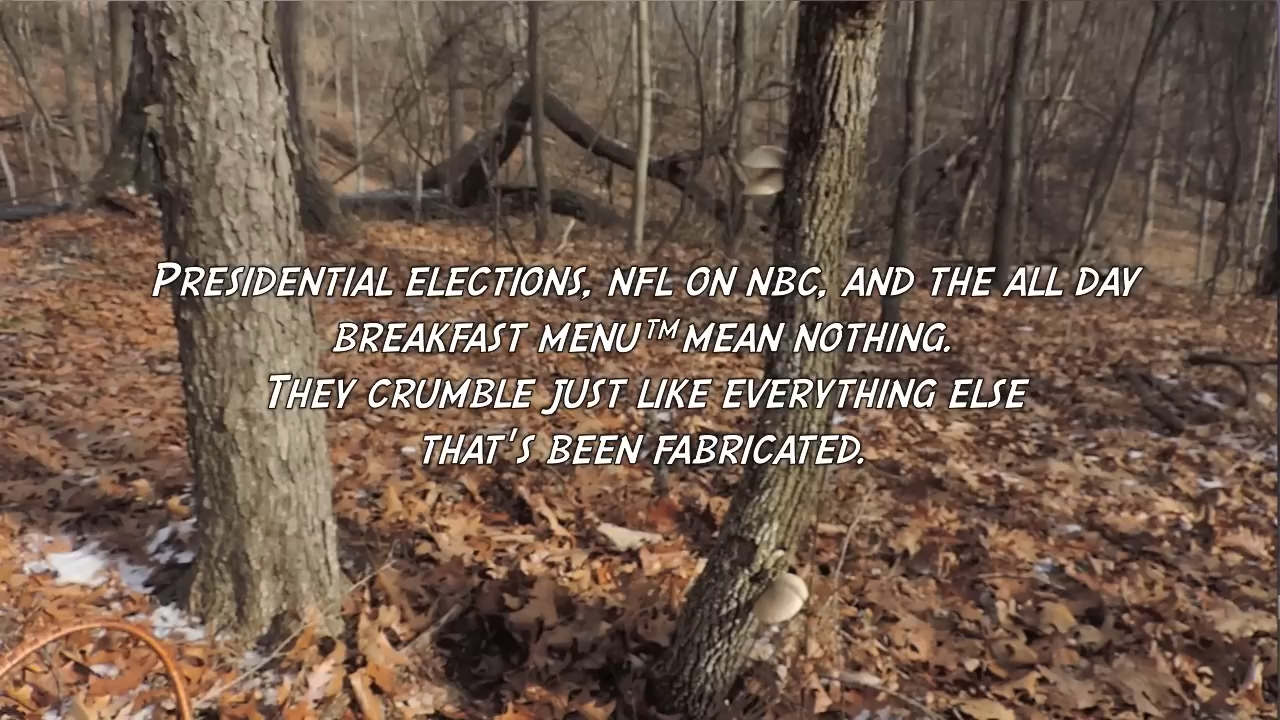 Presidential elections, NFL on NBC, and the all day
breakfast menu™ mean nothing.
They crumble just like everything else
that's been fabricated.